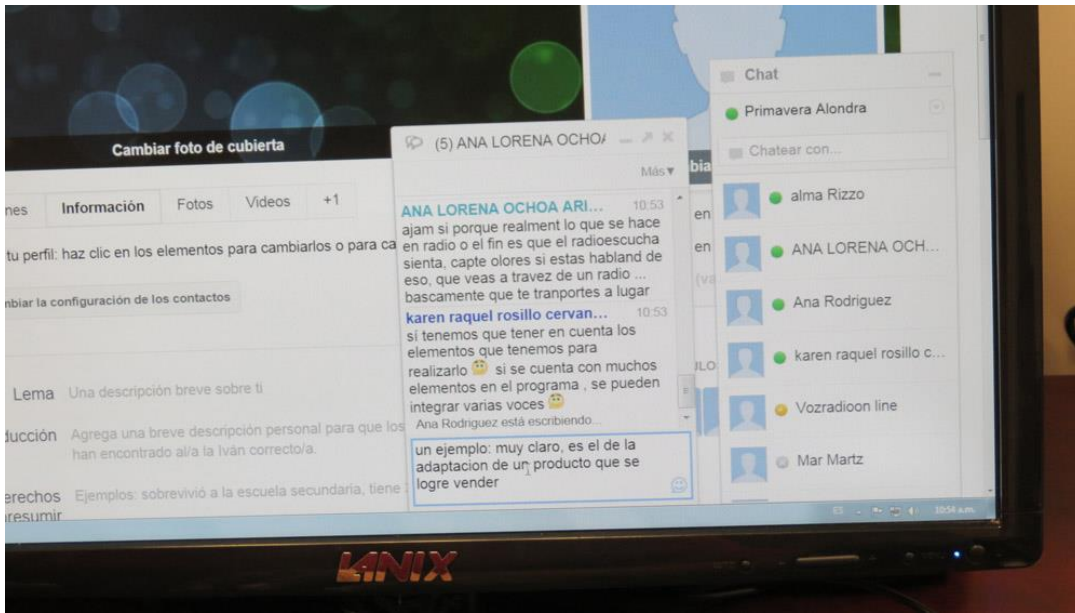 Cambiar foto de cubierta
Información
Fotos
Videos
+1
tu perfil: haz clic en los elementos para cambiarlos o para ca
la configuración de los contactos
Lema Una descripción breve sobre ti
Agrega una breve descripción personal para que los
han encontrado al/a la Iván correcto/a.
Ejemplos: sobrevivió a la escuela secundaria, tiene
(5) ANA LORENA OCHOA
Más
ANA LORENA OCHOA ARI... 10:53
ajam si porque realment lo que se hace
en radio o el fin es que el radioescucha
sienta, capte olores si estas habland de
eso, que veas a travez de un radio ...
bascamente que te tranportes a lugar
karen raquel rosillo cervan... 10:53
sí tenemos que tener en cuenta los
elementos que tenemos para
realizarlo si se cuenta con muchos
elementos en el programa , se pueden
integrar varias voces
Ana Rodriguez está escribiendo...
un ejemplo: muy claro, es el de la
adaptacion de un producto que se
logre vender
Chat
Primavera Alondra
Chatear con...
alma Rizzo
ANA LORENA OCH...
Ana Rodriguez
karen raquel rosillo c...
Vozradioon line
Mar Martz
ES 10:54 a.m.
LANIX